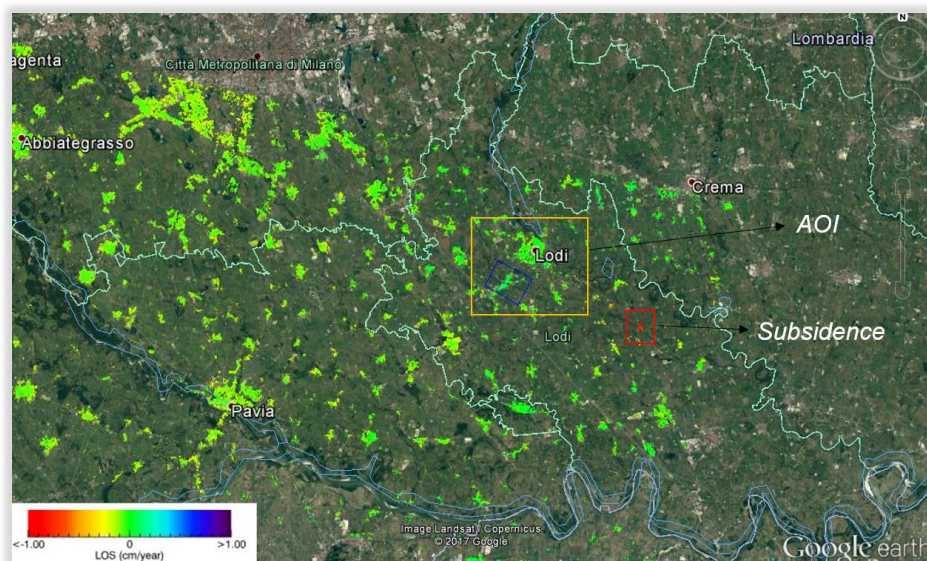 N
Lombardia
agenta
Città Metropolitana di Milano
Abbiategrasso
Crema
AOI
Lodi
Lodi
Subsidence
Pavia
<-1.00 0 >1.00
LOS (cm/year)
Image Landsat / Copernicus
© 2017 Google
Google earth